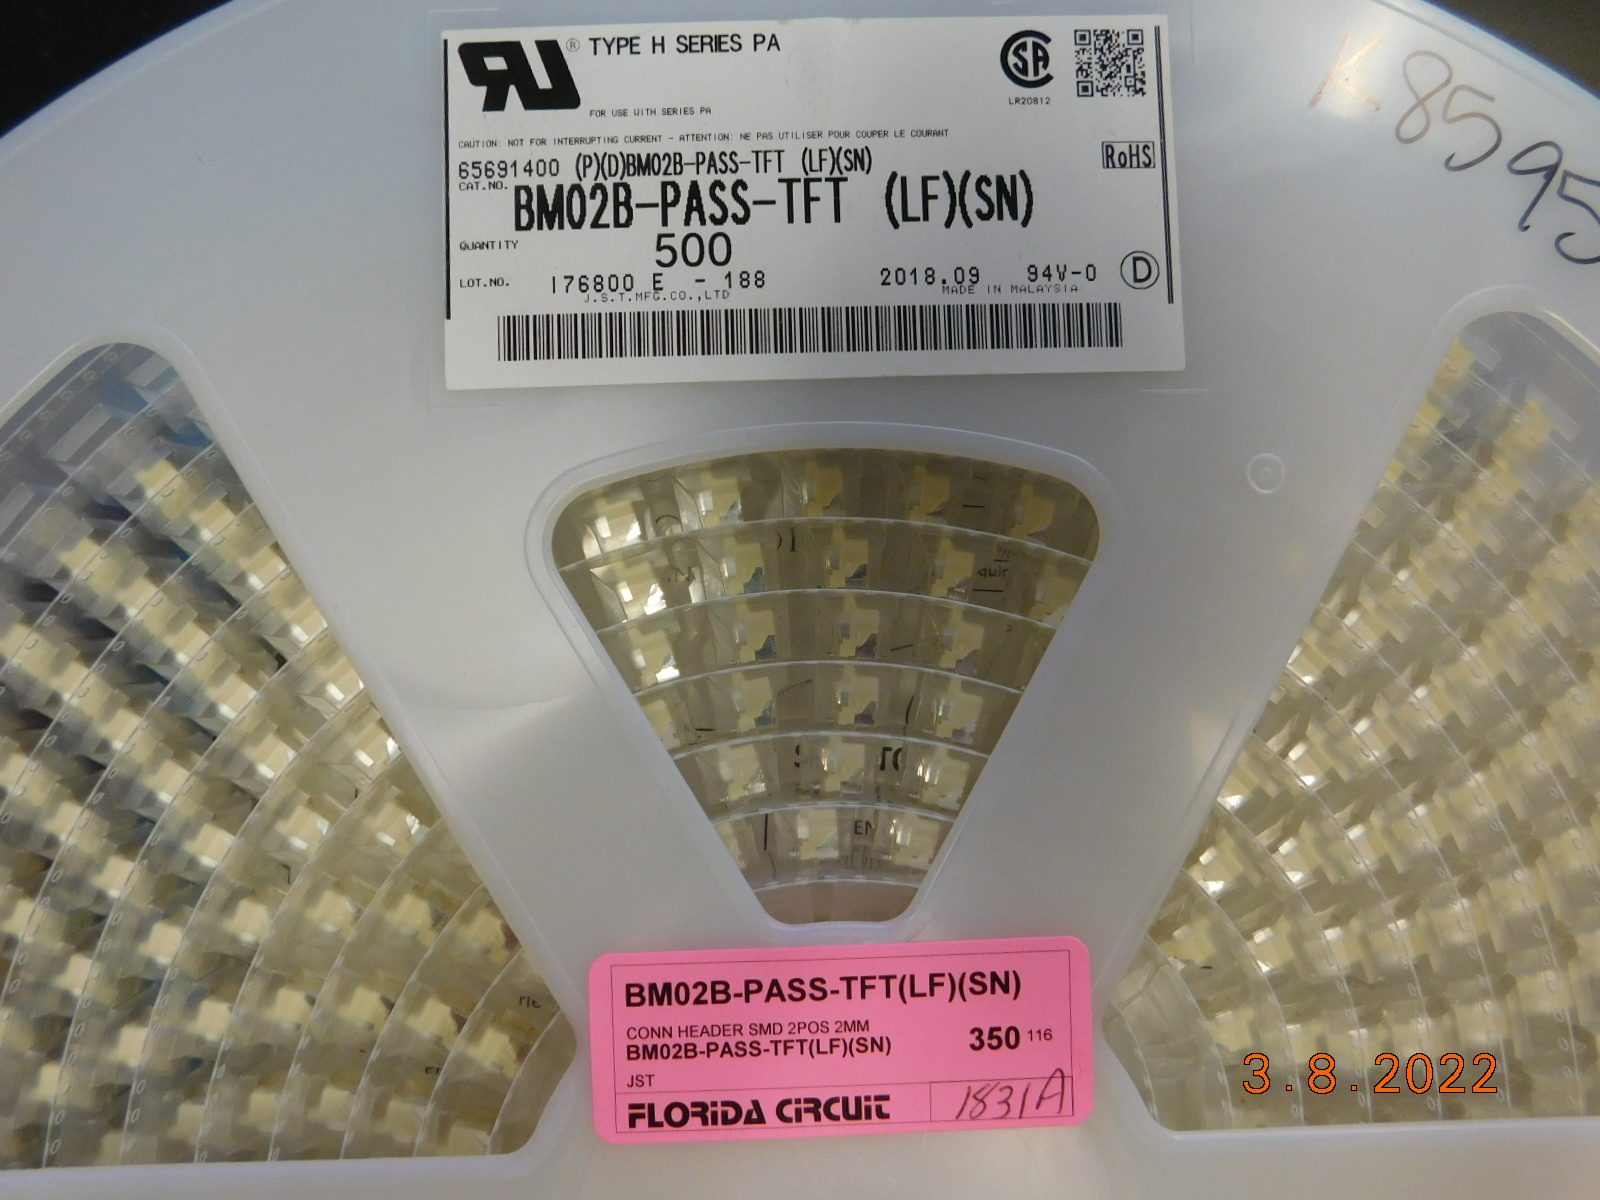 ® TYPE H SERIES PA
LR20812
FOR USE WITH SERIES PA
CAUTION: NOT FOR INTERRUPTING CURRENT - ATTENTION: NE PAS UTILISER POUR COUPER LE COURANT
65691400 (P)(D)BM02B-PASS-TFT (LF)(SN)
RoHS
CAT.NO.
BM02B-PASS-TFT (LF)(SN)
QUANTITY
500
LOT.NO. I76800 E - 188 2018.09 94V-0 D
J.S.T.MFG.CO.,LTD MADE IN MALAYSIA
K-8595
quir
BM02B-PASS-TFT(LF)(SN)
CONN HEADER SMD 2POS 2MM
BM02B-PASS-TFT(LF)(SN) 350 116
JST
FLORIDA CIRCUIT 1831A
3.8.2022